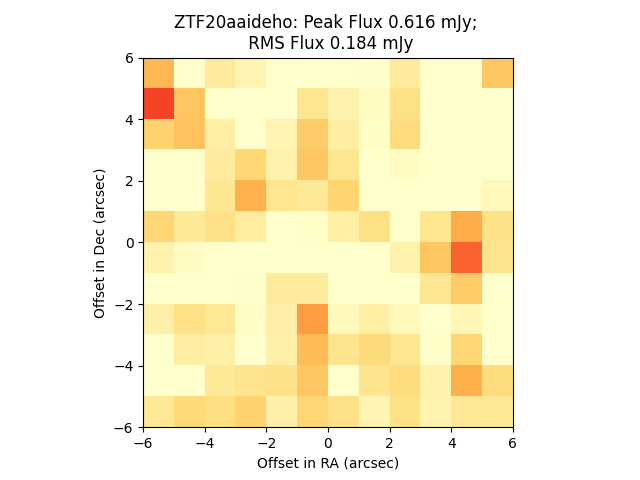 ZTF20aaideho: Peak Flux 0.616 mJy;
RMS Flux 0.184 mJy
6
4
2
0
−2
−4
−6
Offset in Dec (arcsec)
−6 −4 −2 0 2 4 6
Offset in RA (arcsec)